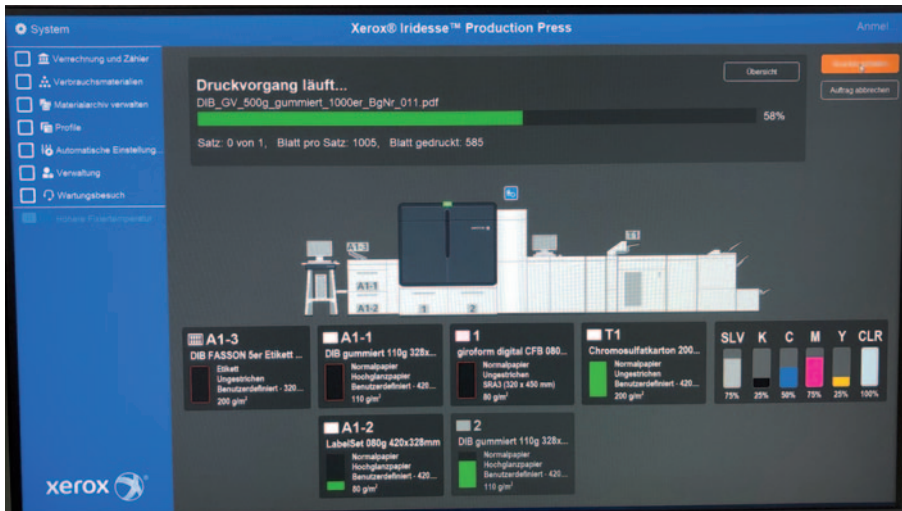 System
Xerox® Iridesse™ Production Press
Anmel...
Verrechnung und Zähler
Verbrauchsmaterialien
Materialarchiv verwalten
Profile
Automatische Einstellung...
Verwaltung
Wartungsbesuch
Höhere Fixiertemperatur
Übersicht
Druckvorgang läuft...
DIB_GV_500g_gummiert_1000er_BgNr_011.pdf
58%
Satz: 0 von 1, Blatt pro Satz: 1005, Blatt gedruckt: 585
Auftrag abbrechen
A1-3
A1-1
A1-2
1
2
T1
A1-3
DIB FASSON 5er Etikett ...
Etikett
Ungestrichen
Benutzerdefiniert - 320...
200 g/m²
A1-1
DIB gummiert 110g 328x...
Normalpapier
Hochglanzpapier
Benutzerdefiniert - 420...
110 g/m²
1
giroform digital CFB 080...
Normalpapier
Ungestrichen
SRA3 (320 x 450 mm)
80 g/m²
T1
Chromosulfatkarton 200...
Normalpapier
Ungestrichen
Benutzerdefiniert - 420...
200 g/m²
SLV K C M Y CLR
75% 25% 50% 75% 25% 100%
A1-2
LabelSet 080g 420x328mm
Normalpapier
Hochglanzpapier
Benutzerdefiniert - 420...
80 g/m²
2
DIB gummiert 110g 328x...
Normalpapier
Hochglanzpapier
Benutzerdefiniert - 420...
110 g/m²
xerox